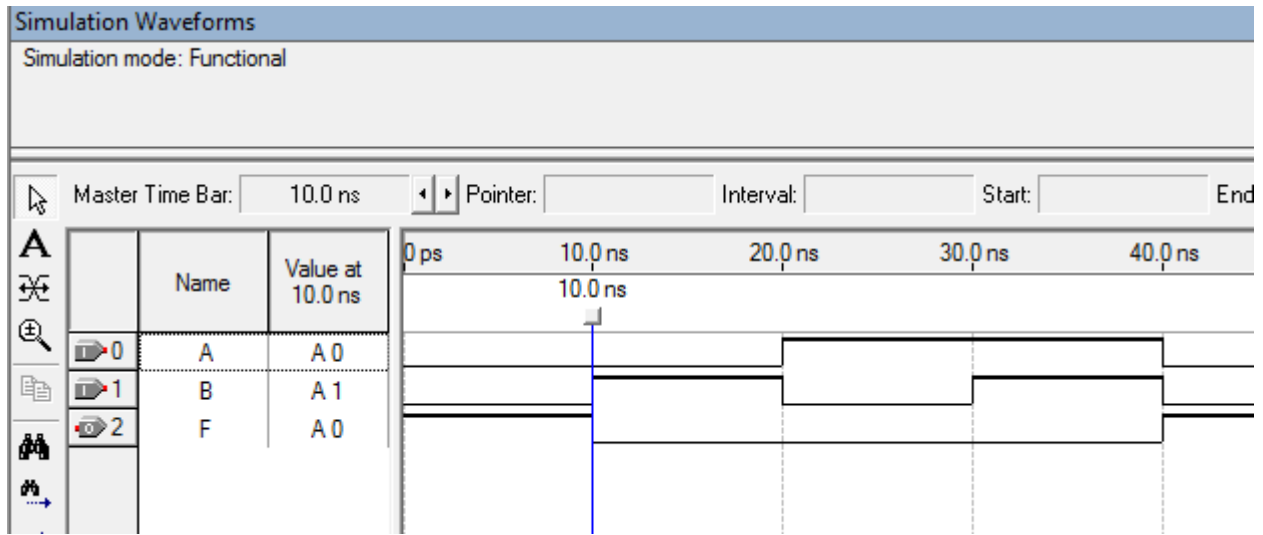 Simulation Waveforms
Simulation mode: Functional
Master Time Bar: 10.0 ns Pointer: Interval: Start: End
A
Name
Value at
10.0 ns
0 ps 10.0 ns 20.0 ns 30.0 ns 40.0 ns
10.0 ns
0 A A 0
1 B A 1
2 F A 0